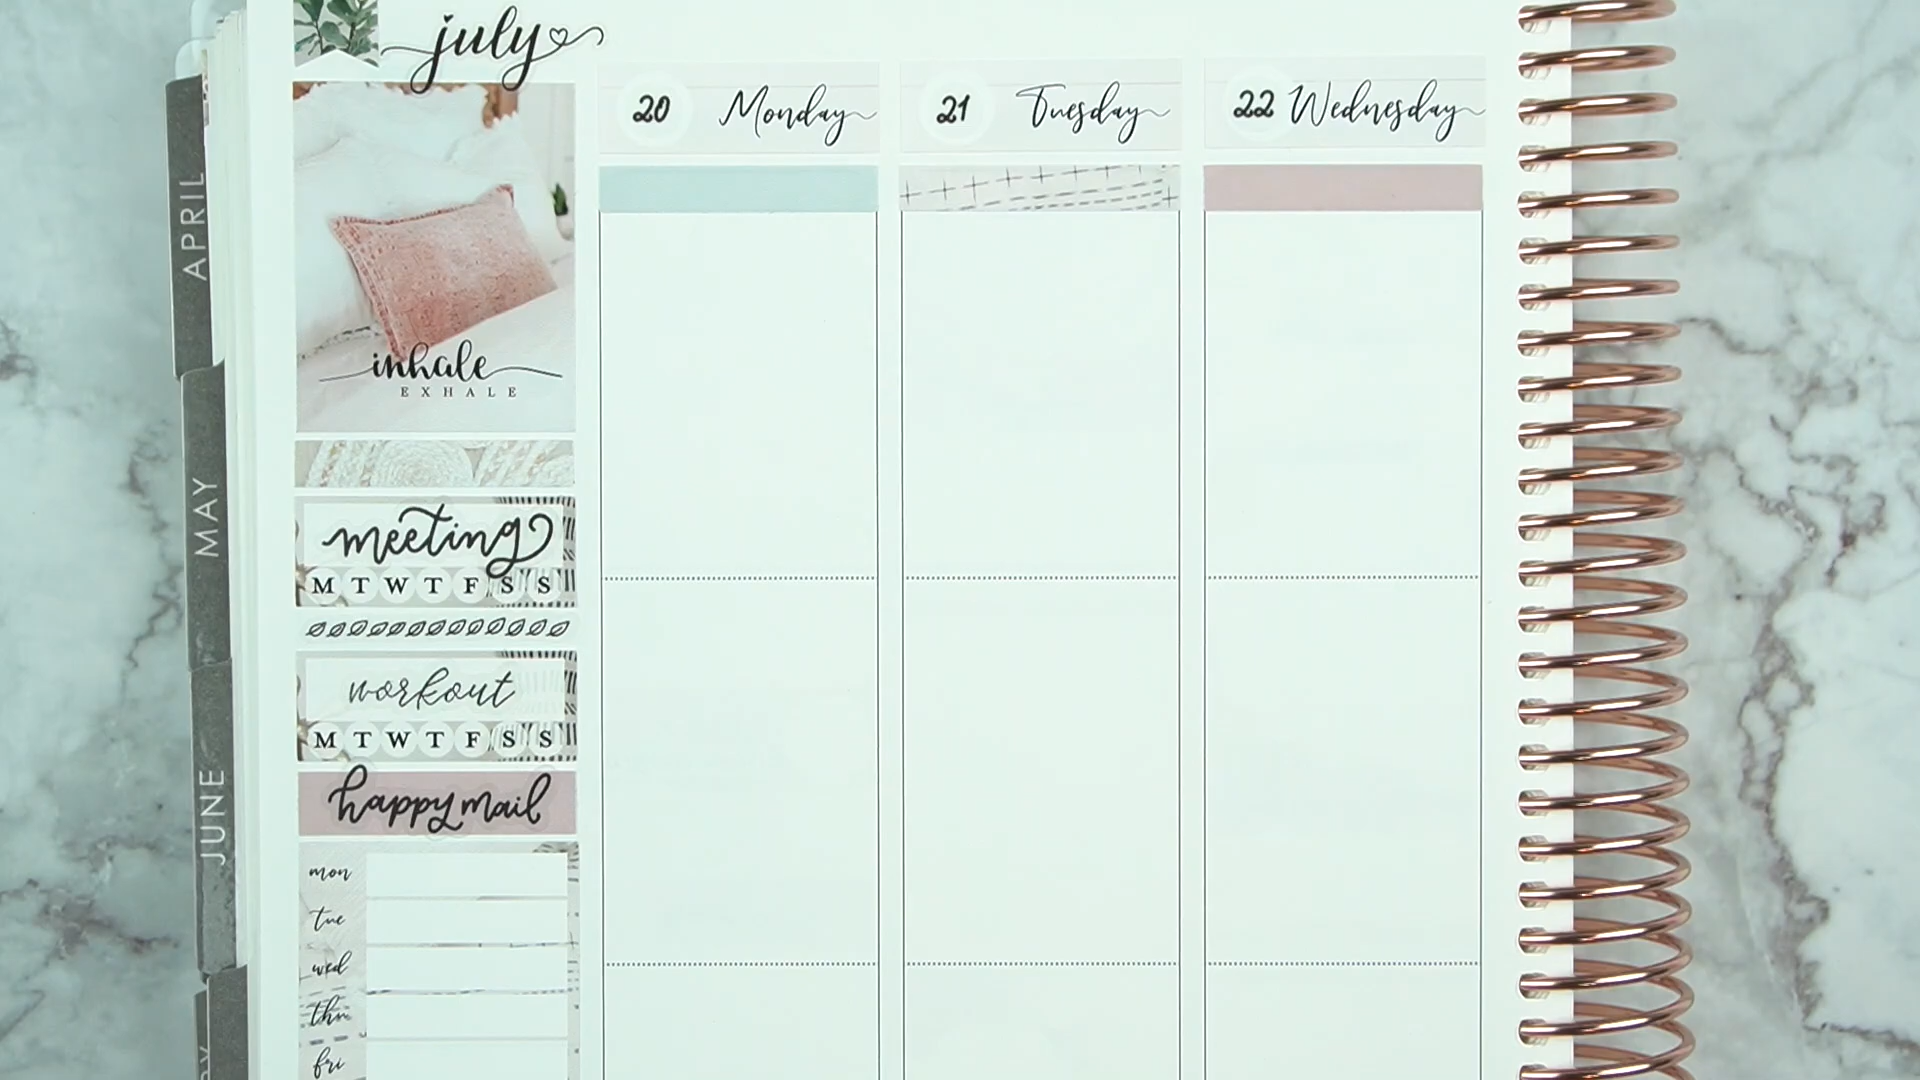 july
20 Monday
21 Tuesday
22 Wednesday
inhale
EXHALE
meeting
M T W T F S S
workout
M T W T F S S
happy mail
mon
tue
wed
thu
fri
APRIL
MAY
JUNE